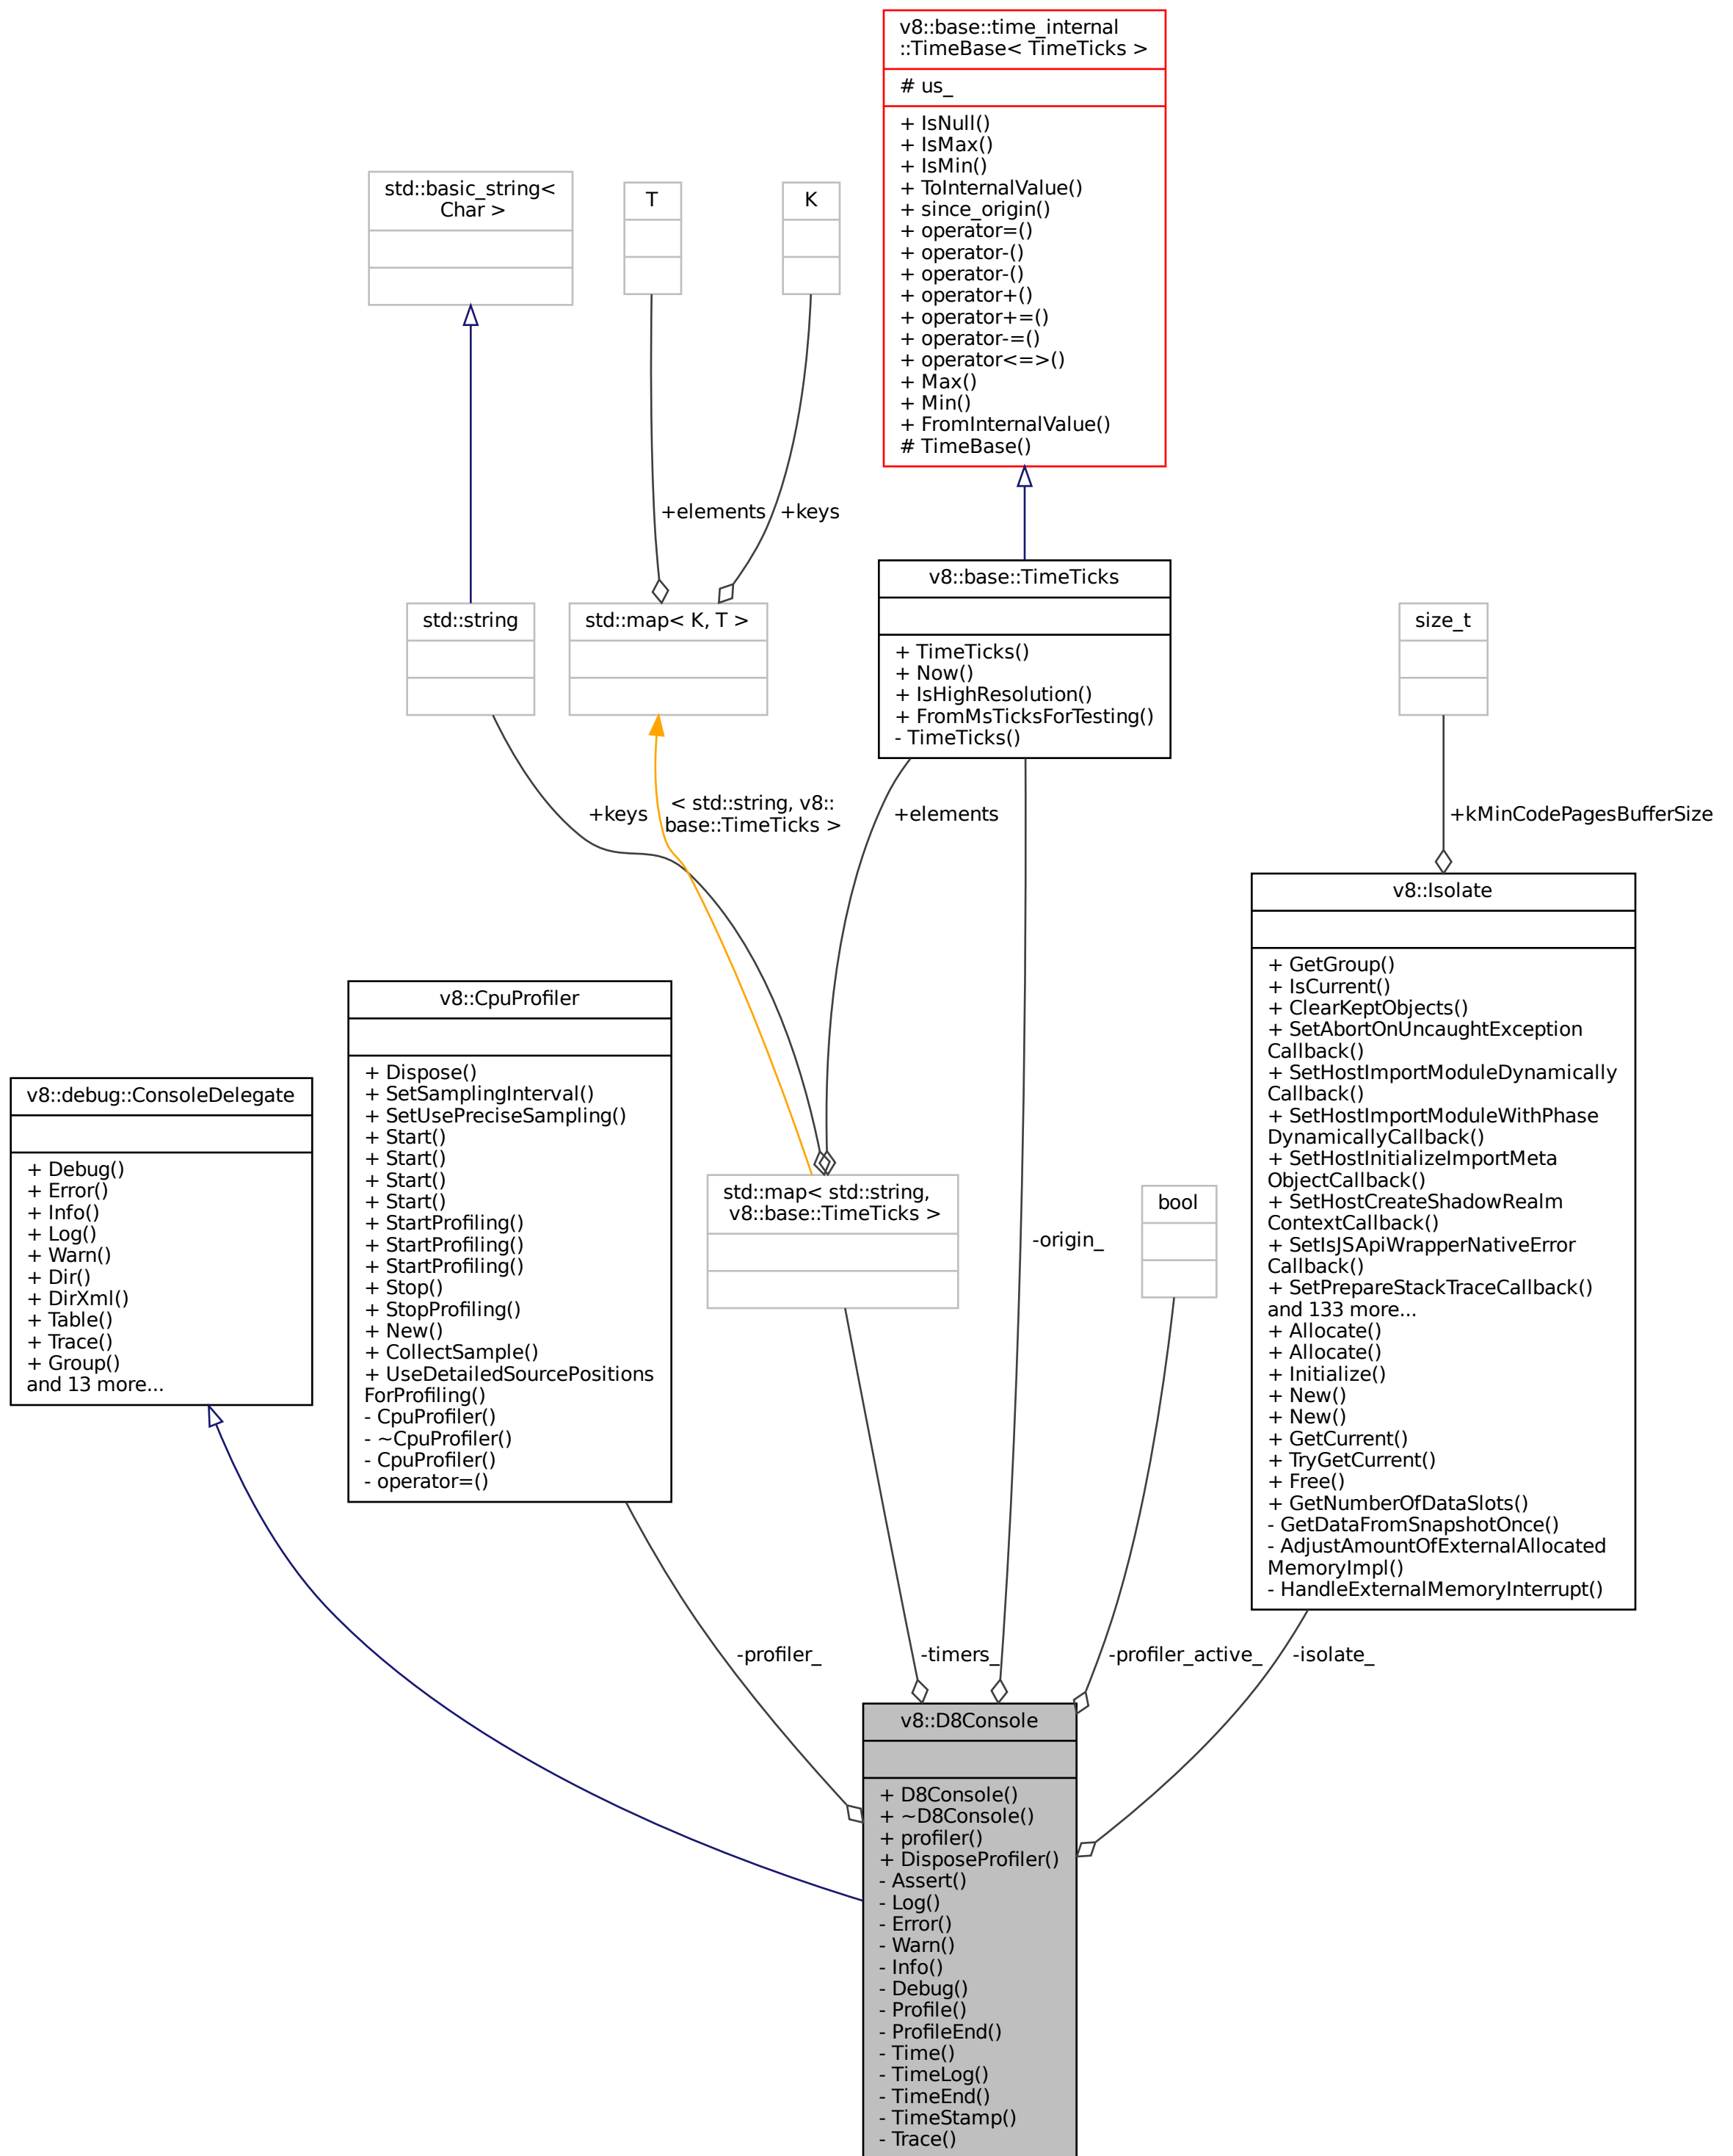 v8::base::time_internal
::TimeBase< TimeTicks >
# us_
+ IsNull()
+ IsMax()
+ IsMin()
+ ToInternalValue()
+ since_origin()
+ operator=()
+ operator-()
+ operator-()
+ operator+()
+ operator+=()
+ operator-=()
+ operator<=>()
+ Max()
+ Min()
+ FromInternalValue()
# TimeBase()
std::basic_string<
Char >
T
K
+elements
+keys
std::string
std::map< K, T >
v8::base::TimeTicks
+ TimeTicks()
+ Now()
+ IsHighResolution()
+ FromMsTicksForTesting()
- TimeTicks()
size_t
+keys
< std::string, v8::
base::TimeTicks >
+elements
+kMinCodePagesBufferSize
v8::Isolate
+ GetGroup()
+ IsCurrent()
+ ClearKeptObjects()
+ SetAbortOnUncaughtException
Callback()
+ SetHostImportModuleDynamically
Callback()
+ SetHostImportModuleWithPhase
DynamicallyCallback()
+ SetHostInitializeImportMeta
ObjectCallback()
+ SetHostCreateShadowRealm
ContextCallback()
+ SetIsJSApiWrapperNativeError
Callback()
+ SetPrepareStackTraceCallback()
and 133 more...
+ Allocate()
+ Allocate()
+ Initialize()
+ New()
+ New()
+ GetCurrent()
+ TryGetCurrent()
+ Free()
+ GetNumberOfDataSlots()
- GetDataFromSnapshotOnce()
- AdjustAmountOfExternalAllocated
MemoryImpl()
- HandleExternalMemoryInterrupt()
v8::CpuProfiler
+ Dispose()
+ SetSamplingInterval()
+ SetUsePreciseSampling()
+ Start()
+ Start()
+ Start()
+ Start()
+ StartProfiling()
+ StartProfiling()
+ StartProfiling()
+ Stop()
+ StopProfiling()
+ New()
+ CollectSample()
+ UseDetailedSourcePositions
ForProfiling()
- CpuProfiler()
- ~CpuProfiler()
- CpuProfiler()
- operator=()
v8::debug::ConsoleDelegate
+ Debug()
+ Error()
+ Info()
+ Log()
+ Warn()
+ Dir()
+ DirXml()
+ Table()
+ Trace()
+ Group()
and 13 more...
std::map< std::string,
v8::base::TimeTicks >
bool
-origin_
-profiler_
-timers_
-profiler_active_
-isolate_
v8::D8Console
+ D8Console()
+ ~D8Console()
+ profiler()
+ DisposeProfiler()
- Assert()
- Log()
- Error()
- Warn()
- Info()
- Debug()
- Profile()
- ProfileEnd()
- Time()
- TimeLog()
- TimeEnd()
- TimeStamp()
- Trace()